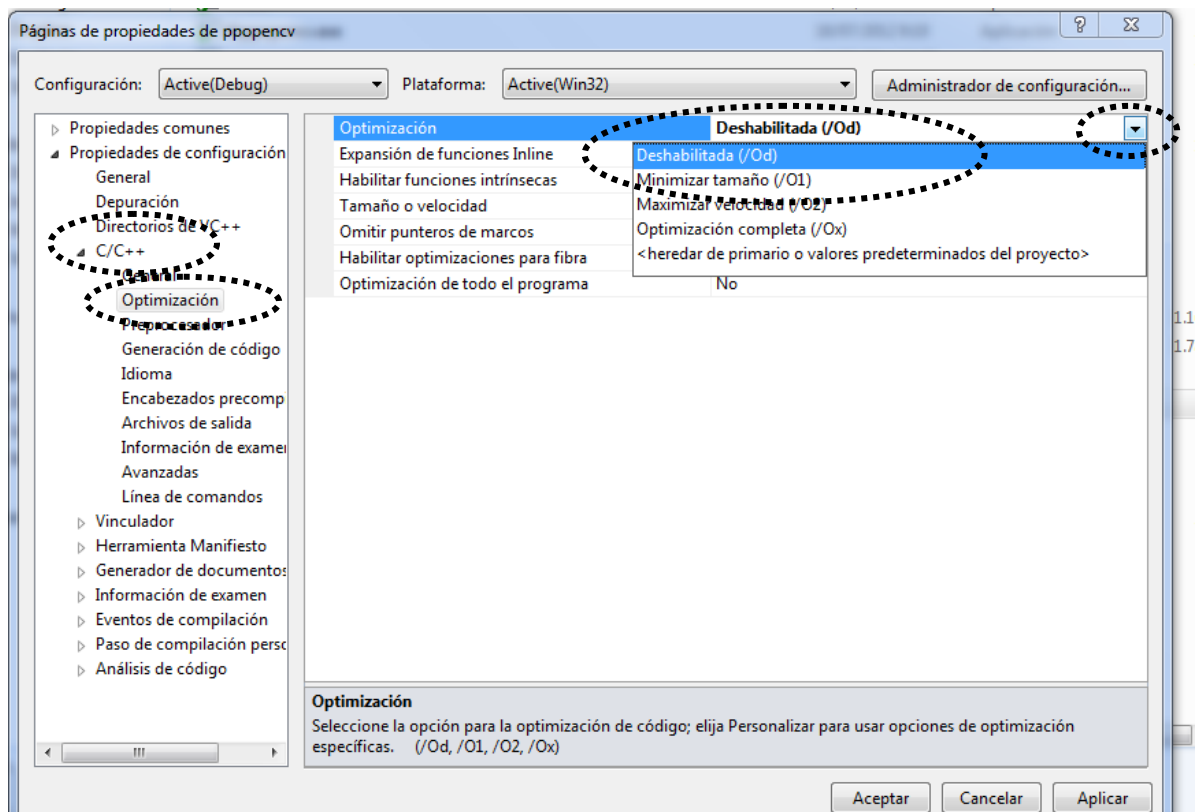 Páginas de propiedades de ppopencv
Configuración: Active(Debug) Plataforma: Active(Win32) Administrador de configuración...
Propiedades comunes
Propiedades de configuración
General
Depuración
Directorios de VC++
C/C++
General
Optimización
Preprocesador
Generación de código
Idioma
Encabezados precomp
Archivos de salida
Información de examen
Avanzadas
Línea de comandos
Vinculador
Herramienta Manifiesto
Generador de documentos
Información de examen
Eventos de compilación
Paso de compilación perso
Análisis de código
Optimización Deshabilitada (/Od)
Expansión de funciones Inline
Habilitar funciones intrínsecas
Tamaño o velocidad
Omitir punteros de marcos
Habilitar optimizaciones para fibra
Optimización de todo el programa No
Deshabilitada (/Od)
Minimizar tamaño (/O1)
Maximizar velocidad (/O2)
Optimización completa (/Ox)
<heredar de primario o valores predeterminados del proyecto>
Optimización
Seleccione la opción para la optimización de código; elija Personalizar para usar opciones de optimización
específicas. (/Od, /O1, /O2, /Ox)
Aceptar Cancelar Aplicar
1.1
1.7